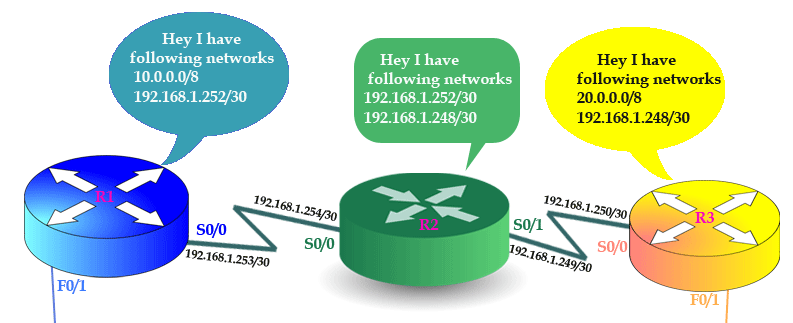 Hey I have
following networks
10.0.0.0/8
192.168.1.252/30
Hey I have
following networks
192.168.1.252/30
192.168.1.248/30
Hey I have
following networks
20.0.0.0/8
192.168.1.248/30
R1
S0/0
192.168.1.253/30
F0/1
192.168.1.254/30
S0/0
R2
S0/1
192.168.1.249/30
192.168.1.250/30
S0/0
R3
F0/1